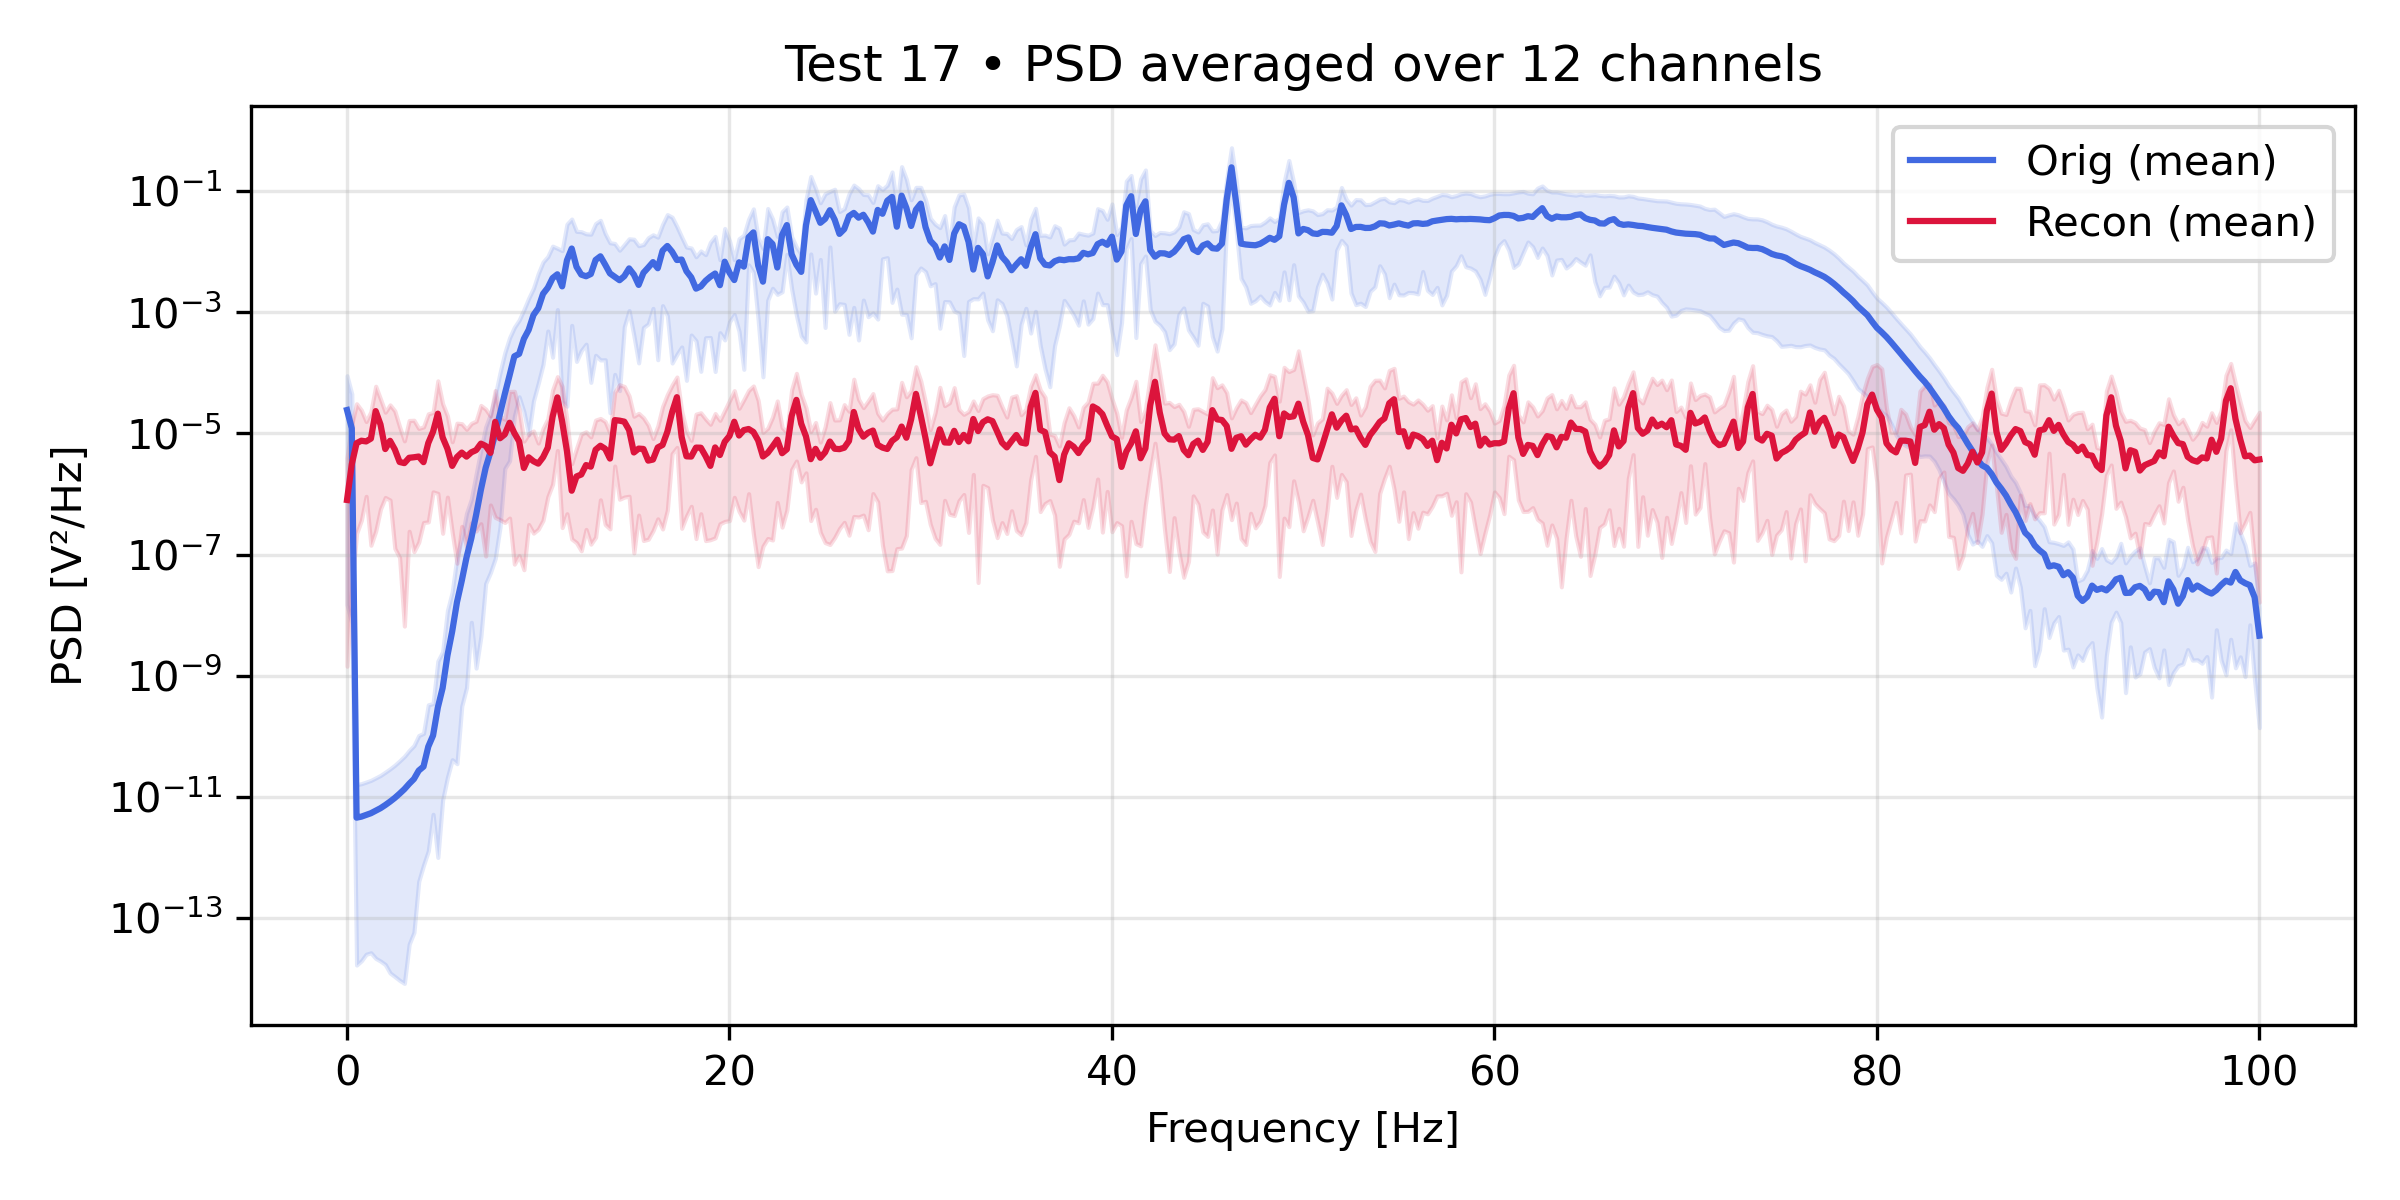 Test 17 • PSD averaged over 12 channels
Orig (mean)
Recon (mean)
PSD [V²/Hz]
10⁻¹
10⁻³
10⁻⁵
10⁻⁷
10⁻⁹
10⁻¹¹
10⁻¹³
0 20 40 60 80 100
Frequency [Hz]